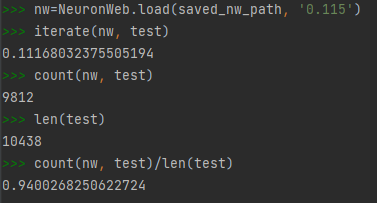 >>> nw=NeuronWeb.load(saved_nw_path, '0.115')
>>> iterate(nw, test)
0.11168032375505194
>>> count(nw, test)
9812
>>> len(test)
10438
>>> count(nw, test)/len(test)
0.9400268250622724